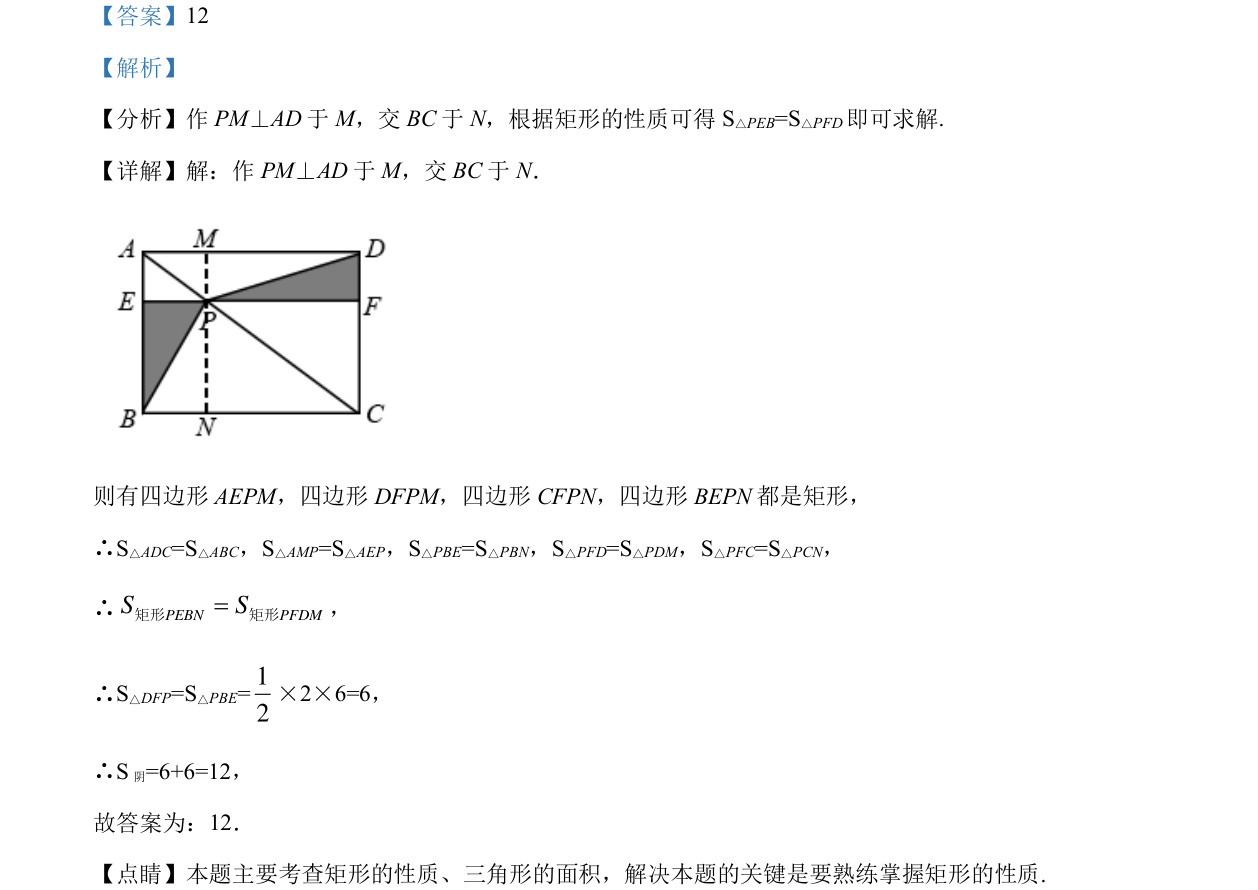 【答案】12
【解析】
【分析】作 PM⊥AD 于 M，交 BC 于 N，根据矩形的性质可得 S△PEB=S△PFD 即可求解.
【详解】解：作 PM⊥AD 于 M，交 BC 于 N．
A M D
E P F
B N C
则有四边形 AEPM，四边形 DFPM，四边形 CFPN，四边形 BEPN 都是矩形，
∴S△ADC=S△ABC，S△AMP=S△AEP，S△PBE=S△PBN，S△PFD=S△PDM，S△PFC=S△PCN，
∴S矩形PEBN = S矩形PFDM，
∴S△DFP=S△PBE=1/2×2×6=6，
∴S阴=6+6=12，
故答案为：12．
【点睛】本题主要考查矩形的性质、三角形的面积，解决本题的关键是要熟练掌握矩形的性质.